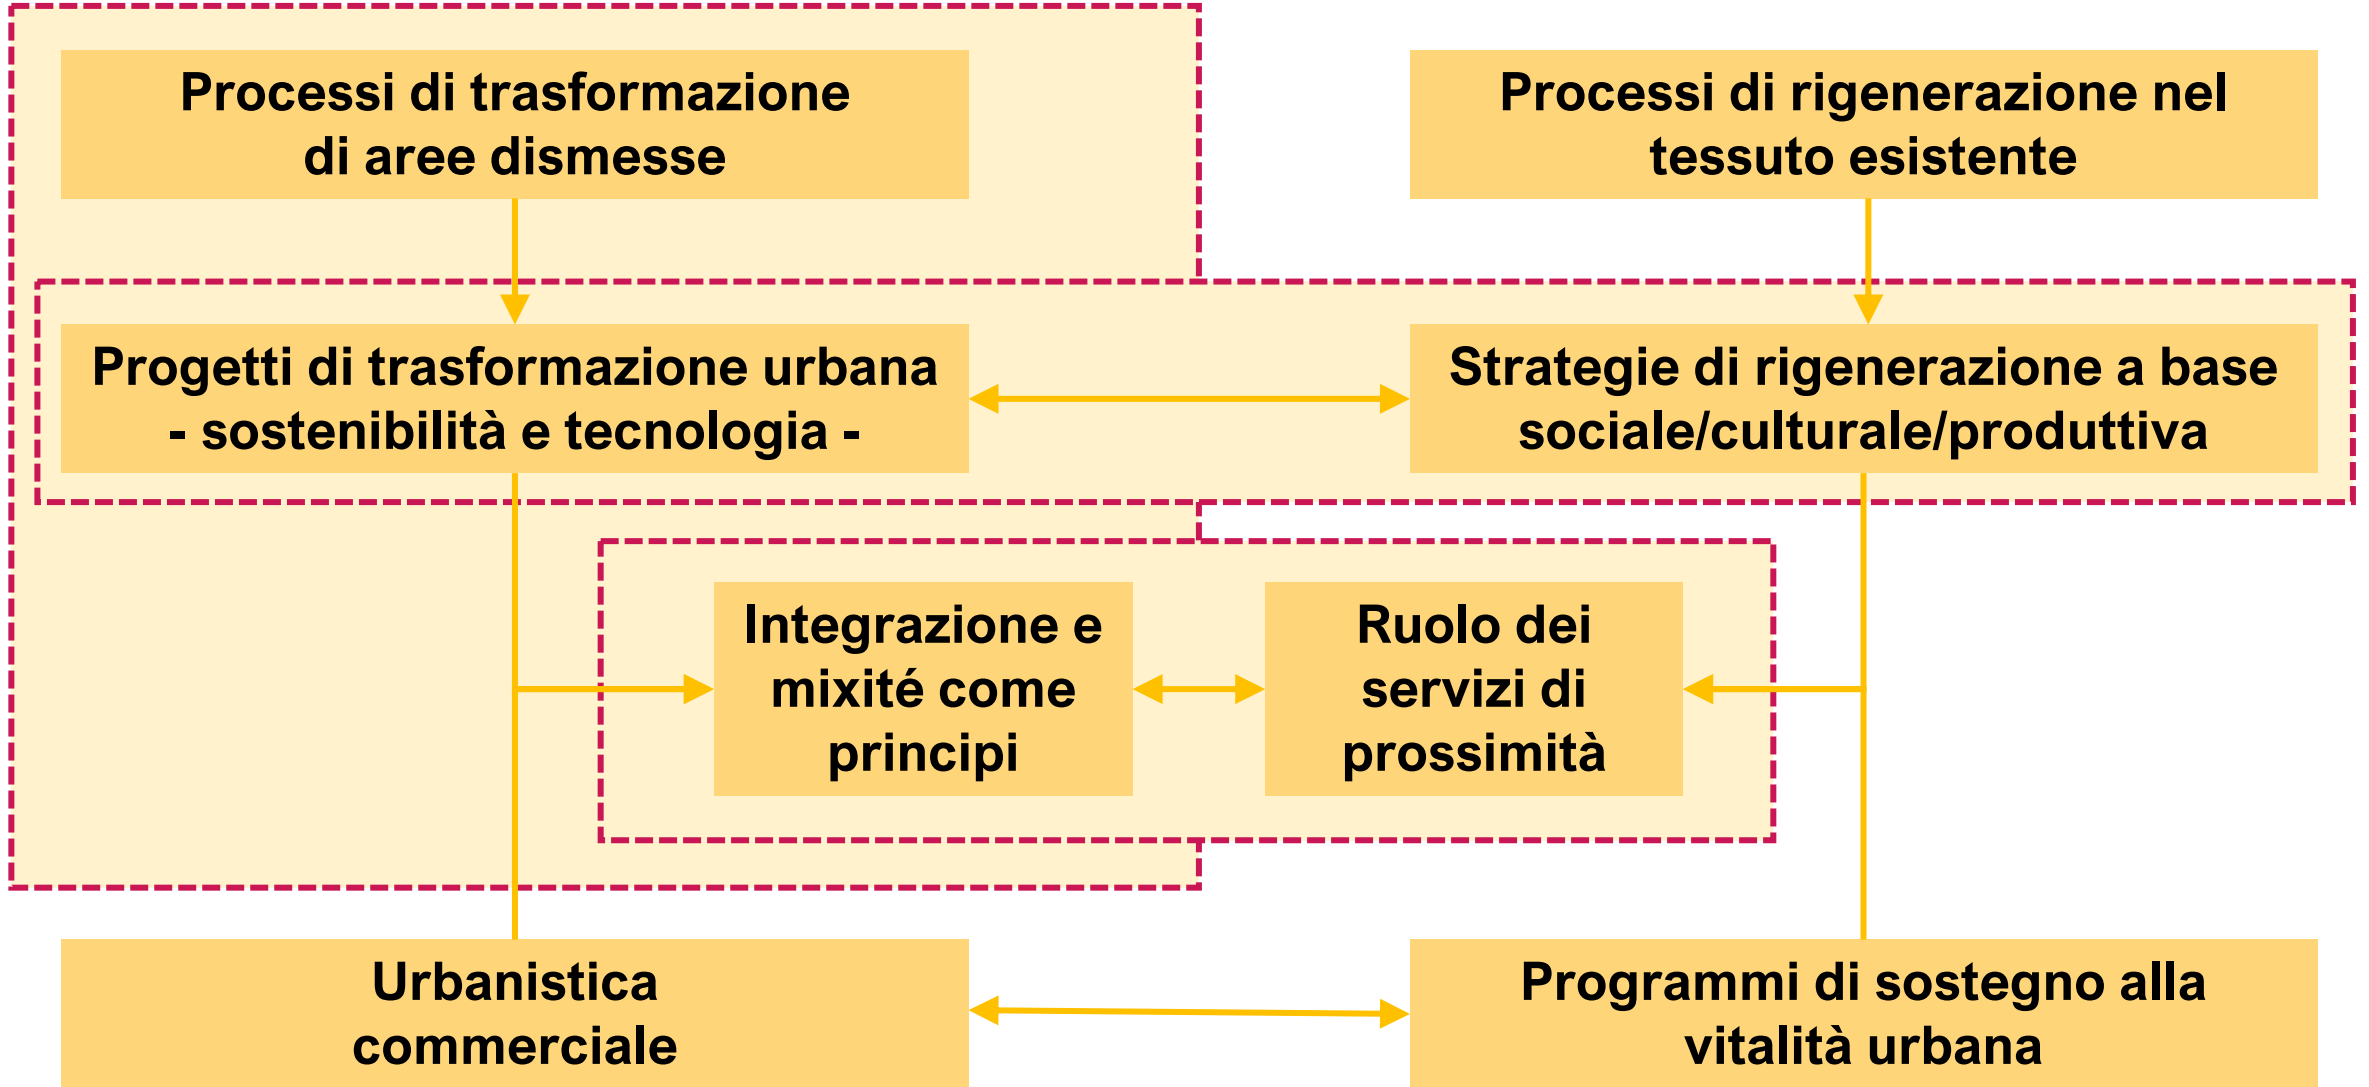 Processi di trasformazione
di aree dismesse
Processi di rigenerazione nel
tessuto esistente
Progetti di trasformazione urbana
- sostenibilità e tecnologia -
Strategie di rigenerazione a base
sociale/culturale/produttiva
Integrazione e
mixité come
principi
Ruolo dei
servizi di
prossimità
Urbanistica
commerciale
Programmi di sostegno alla
vitalità urbana